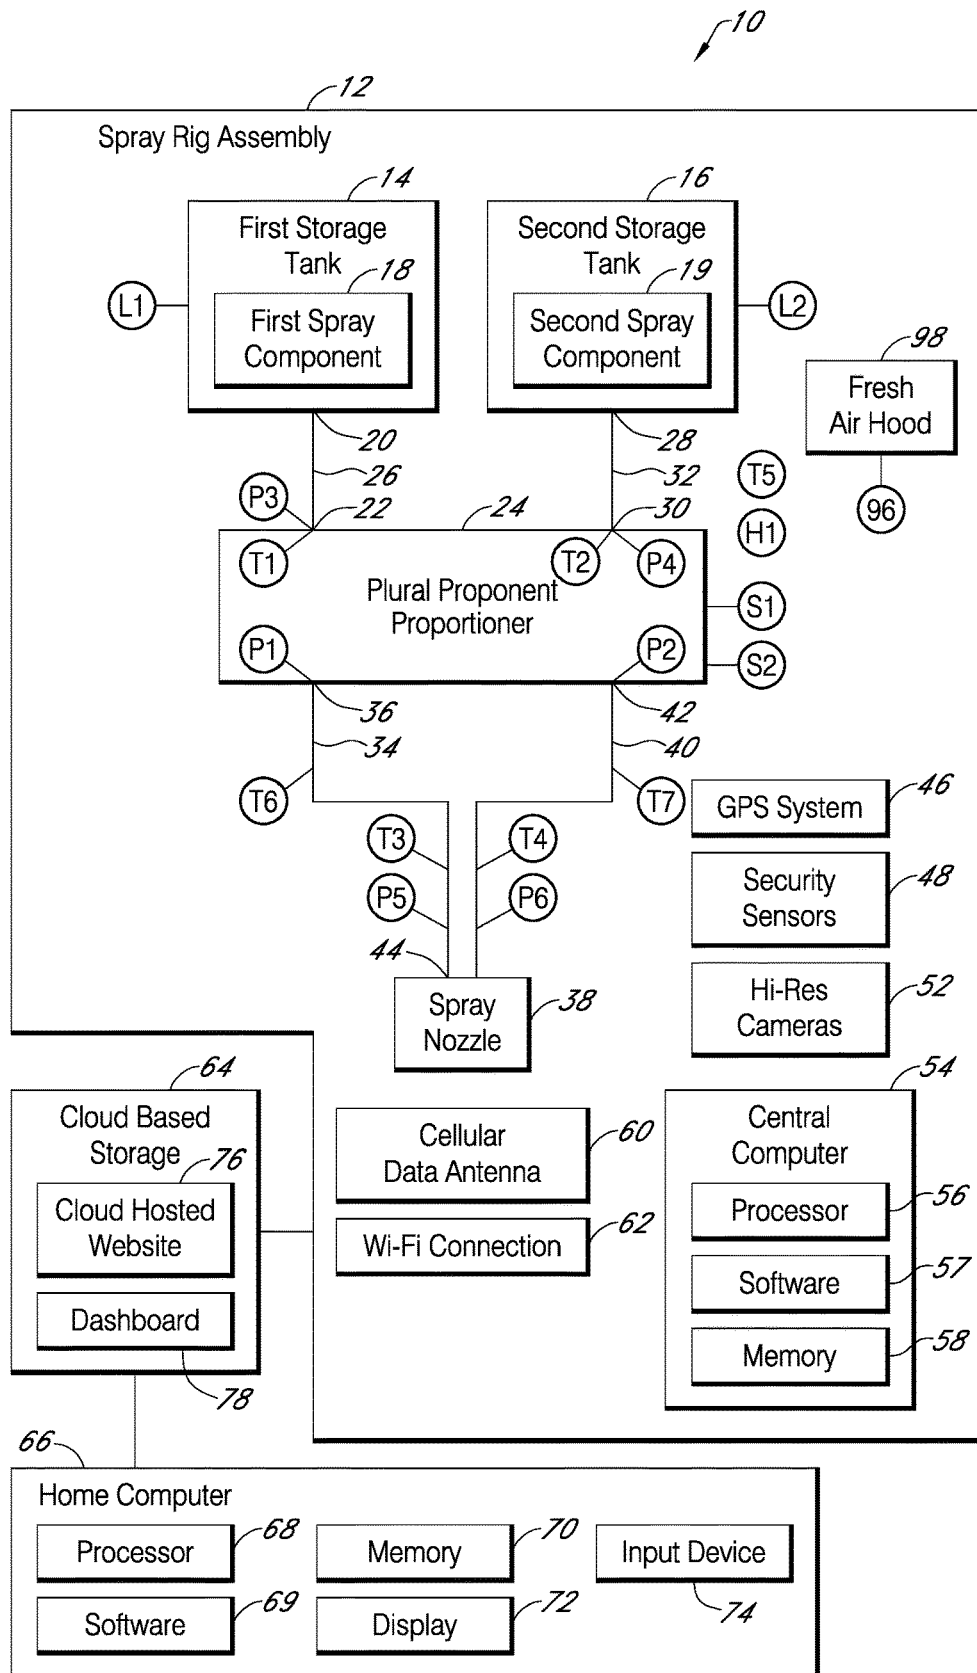 10
12
Spray Rig Assembly
14
16
First Storage
Tank
Second Storage
Tank
18
19
L1
First Spray
Component
Second Spray
Component
L2
98
Fresh
Air Hood
20
28
26
32
T5
P3
22
24
30
96
H1
T1
T2
P4
Plural Proponent
Proportioner
S1
P1
P2
S2
36
42
34
40
T6
T7
46
GPS System
T3
T4
48
Security
Sensors
P5
P6
44
52
Hi-Res
Cameras
Spray
Nozzle
38
64
54
Cloud Based
Storage
Cellular
Data Antenna
60
Central
Computer
76
Cloud Hosted
Website
Processor
56
Wi-Fi Connection
62
Software
57
Dashboard
Memory
58
78
66
Home Computer
Processor
68
Memory
70
Input Device
74
Software
69
Display
72